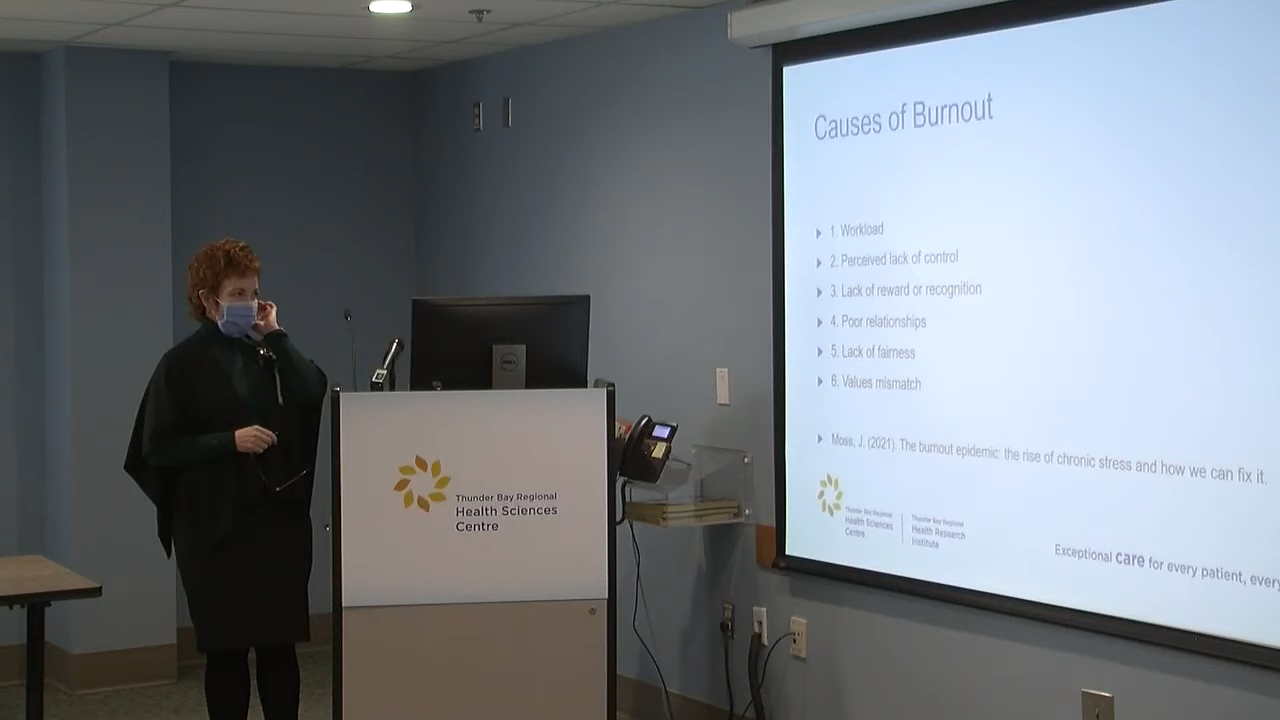 Causes of Burnout
1. Workload
2. Perceived lack of control
3. Lack of reward or recognition
4. Poor relationships
5. Lack of fairness
6. Values mismatch
Moss, J. (2021). The burnout epidemic: the rise of chronic stress and how we can fix it.
Thunder Bay Regional
Health Sciences
Centre
Thunder Bay Regional
Health Research
Institute
Exceptional care for every patient, every
DELL
Thunder Bay Regional
Health Sciences
Centre